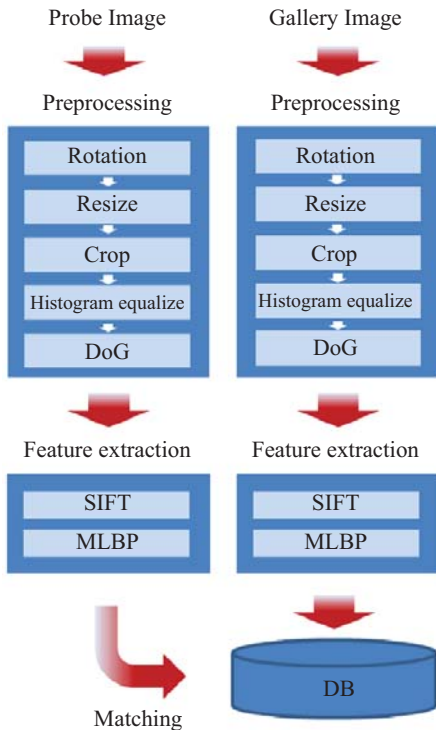 Probe Image
Preprocessing
Rotation
Resize
Crop
Histogram equalize
DoG
Feature extraction
SIFT
MLBP
Matching
Gallery Image
Preprocessing
Rotation
Resize
Crop
Histogram equalize
DoG
Feature extraction
SIFT
MLBP
DB